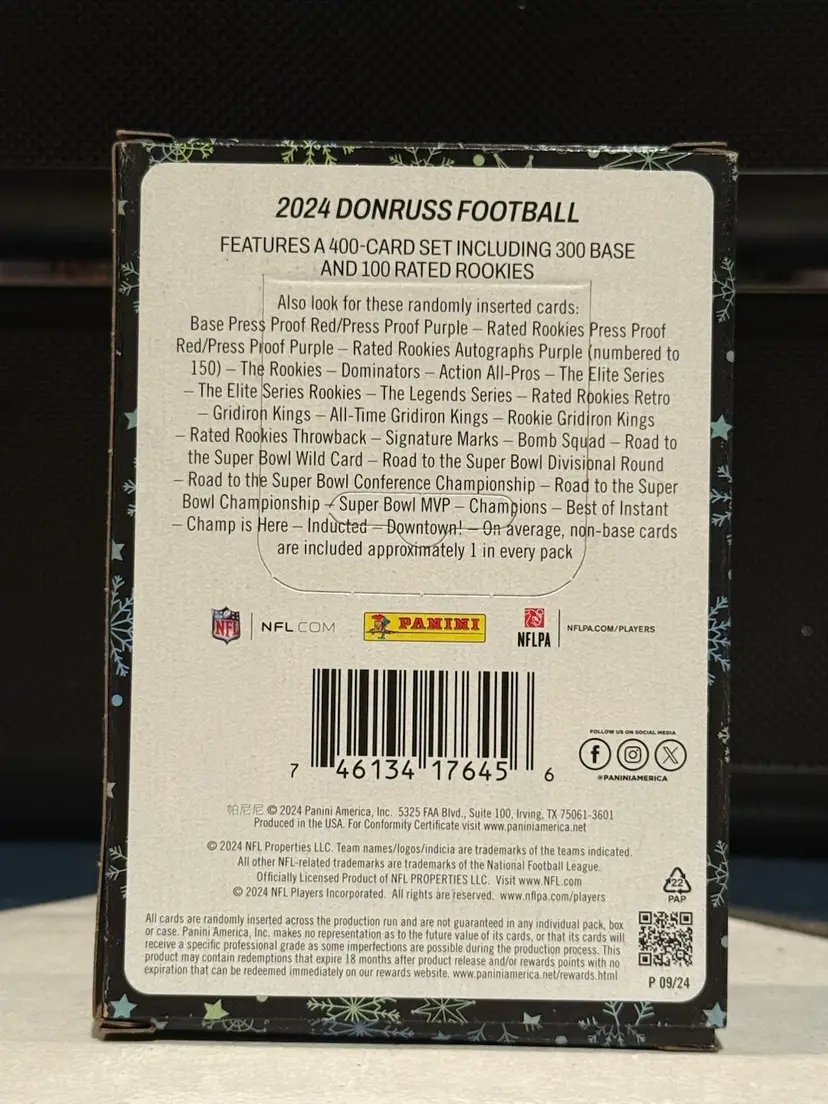 2024 DONRUSS FOOTBALL
FEATURES A 400-CARD SET INCLUDING 300 BASE
AND 100 RATED ROOKIES
Also look for these randomly inserted cards:
Base Press Proof Red/Press Proof Purple – Rated Rookies Press Proof
Red/Press Proof Purple – Rated Rookies Autographs Purple (numbered to
150) – The Rookies – Dominators – Action All-Pros – The Elite Series
– The Elite Series Rookies – The Legends Series – Rated Rookies Retro
– Gridiron Kings – All-Time Gridiron Kings – Rookie Gridiron Kings
– Rated Rookies Throwback – Signature Marks – Bomb Squad – Road to
the Super Bowl Wild Card – Road to the Super Bowl Divisional Round
– Road to the Super Bowl Conference Championship – Road to the Super
Bowl Championship – Super Bowl MVP – Champions – Best of Instant
– Champ is Here – Inducted – Downtown! – On average, non-base cards
are included approximately 1 in every pack
NFL NFL.COM PANINI NFLPA NFLPA.COM/PLAYERS
FOLLOW US ON SOCIAL MEDIA
@PANINIAMERICA
7 46134 17645 6
帕尼尼 © 2024 Panini America, Inc. 5325 FAA Blvd., Suite 100, Irving, TX 75061-3601
Produced in the USA. For Conformity Certificate visit www.paniniamerica.net
© 2024 NFL Properties LLC. Team names/logos/indicia are trademarks of the teams indicated.
All other NFL-related trademarks are trademarks of the National Football League.
Officially Licensed Product of NFL PROPERTIES LLC. Visit www.NFL.com
© 2024 NFL Players Incorporated. All rights are reserved. www.nflpa.com/players
22
PAP
All cards are randomly inserted across the production run and are not guaranteed in any individual pack, box
or case. Panini America, Inc. makes no representation as to the future value of its cards, or that its cards will
receive a specific professional grade as some imperfections are possible during the production process. This
product may contain redemptions that expire 18 months after product release and/or rewards points with no
expiration that can be redeemed immediately on our rewards website. www.paniniamerica.net/rewards.html
P 09/24